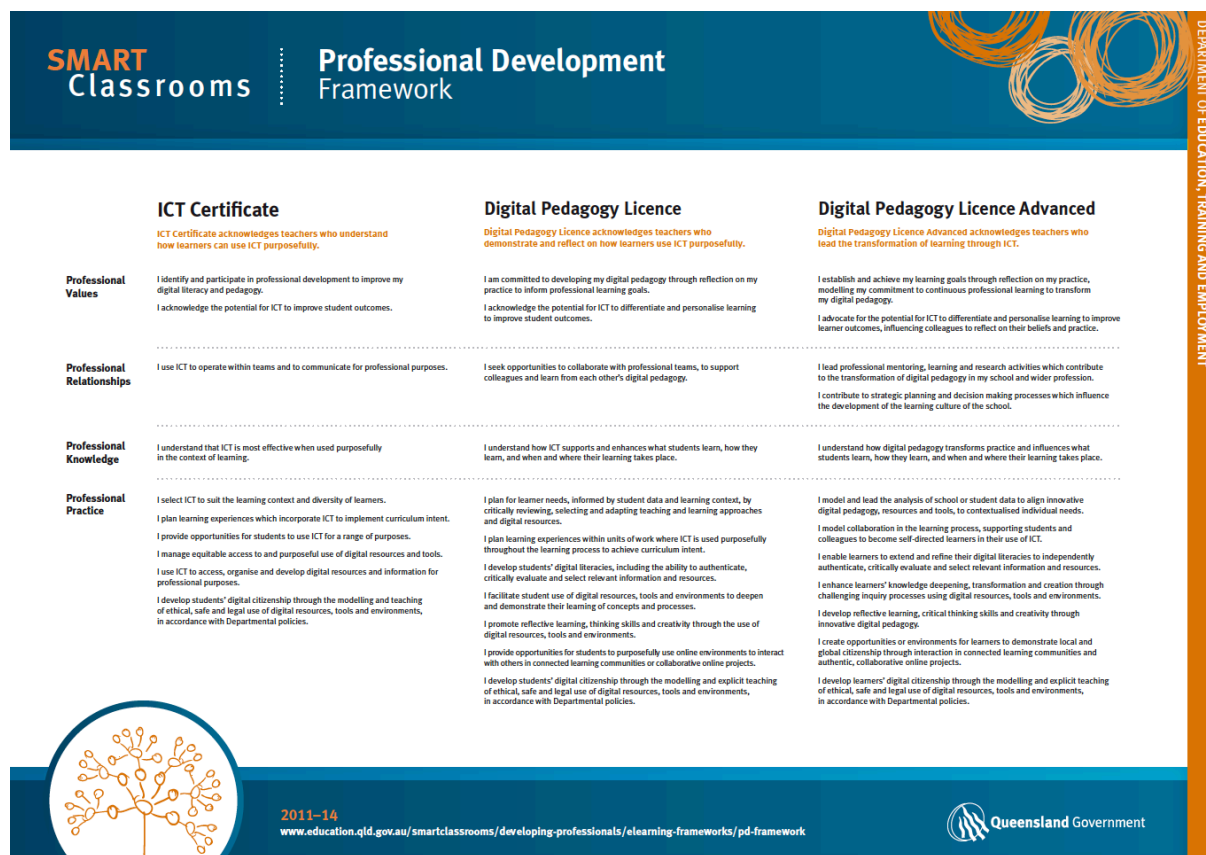 SMART
Classrooms
Professional Development
Framework
DEPARTMENT OF EDUCATION, TRAINING AND EMPLOYMENT
ICT Certificate
ICT Certificate acknowledges teachers who understand
how learners can use ICT purposefully.
Digital Pedagogy Licence
Digital Pedagogy Licence acknowledges teachers who
demonstrate and reflect on how learners use ICT purposefully.
Digital Pedagogy Licence Advanced
Digital Pedagogy Licence Advanced acknowledges teachers who
lead the transformation of learning through ICT.
Professional
Values
I identify and participate in professional development to improve my
digital literacy and pedagogy.
I acknowledge the potential for ICT to improve student outcomes.
I am committed to developing my digital pedagogy through reflection on my
practice to inform professional learning goals.
I acknowledge the potential for ICT to differentiate and personalise learning
to improve student outcomes.
I establish and achieve my learning goals through reflection on my practice,
modelling my commitment to continuous professional learning to transform
my digital pedagogy.
I advocate for the potential for ICT to differentiate and personalise learning to improve
learner outcomes, influencing colleagues to reflect on their beliefs and practice.
Professional
Relationships
I use ICT to operate within teams and to communicate for professional purposes.
I seek opportunities to collaborate with professional teams, to support
colleagues and learn from each other's digital pedagogy.
I lead professional mentoring, learning and research activities which contribute
to the transformation of digital pedagogy in my school and wider profession.
I contribute to strategic planning and decision making processes which influence
the development of the learning culture of the school.
Professional
Knowledge
I understand that ICT is most effective when used purposefully
in the context of learning.
I understand how ICT supports and enhances what students learn, how they
learn, and when and where their learning takes place.
I understand how digital pedagogy transforms practice and influences what
students learn, how they learn, and when and where their learning takes place.
Professional
Practice
I select ICT to suit the learning context and diversity of learners.
I plan learning experiences which incorporate ICT to implement curriculum intent.
I provide opportunities for students to use ICT for a range of purposes.
I manage equitable access to and purposeful use of digital resources and tools.
I use ICT to access, organise and develop digital resources and information for
professional purposes.
I develop students' digital citizenship through the modelling and teaching
of ethical, safe and legal use of digital resources, tools and environments,
in accordance with Departmental policies.
I plan for learner needs, informed by student data and learning context, by
critically reviewing, selecting and adapting teaching and learning approaches
and digital resources.
I plan learning experiences within units of work where ICT is used purposefully
throughout the learning process to achieve curriculum intent.
I develop students' digital literacies, including the ability to authenticate,
critically evaluate and select relevant information and resources.
I facilitate student use of digital resources, tools and environments to deepen
and demonstrate their learning of concepts and processes.
I promote reflective learning, thinking skills and creativity through the use of
digital resources, tools and environments.
I provide opportunities for students to purposefully use online environments to interact
with others in connected learning communities or collaborative online projects.
I develop students' digital citizenship through the modelling and explicit teaching
of ethical, safe and legal use of digital resources, tools and environments,
in accordance with Departmental policies.
I model and lead the analysis of school or student data to align innovative
digital pedagogy, resources and tools, to contextualised individual needs.
I model collaboration in the learning process, supporting students and
colleagues to become self-directed learners in their use of ICT.
I enable learners to extend and refine their digital literacies to independently
authenticate, critically evaluate and select relevant information and resources.
I enhance learners' knowledge deepening, transformation and creation through
challenging inquiry processes using digital resources, tools and environments.
I develop reflective learning, critical thinking skills and creativity through
innovative digital pedagogy.
I create opportunities or environments for learners to demonstrate local and
global citizenship through interaction in connected learning communities and
authentic, collaborative online projects.
I develop learners' digital citizenship through the modelling and explicit teaching
of ethical, safe and legal use of digital resources, tools and environments,
in accordance with Departmental policies.
2011–14
www.education.qld.gov.au/smartclassrooms/developing-professionals/elearning-frameworks/pd-framework
Queensland Government